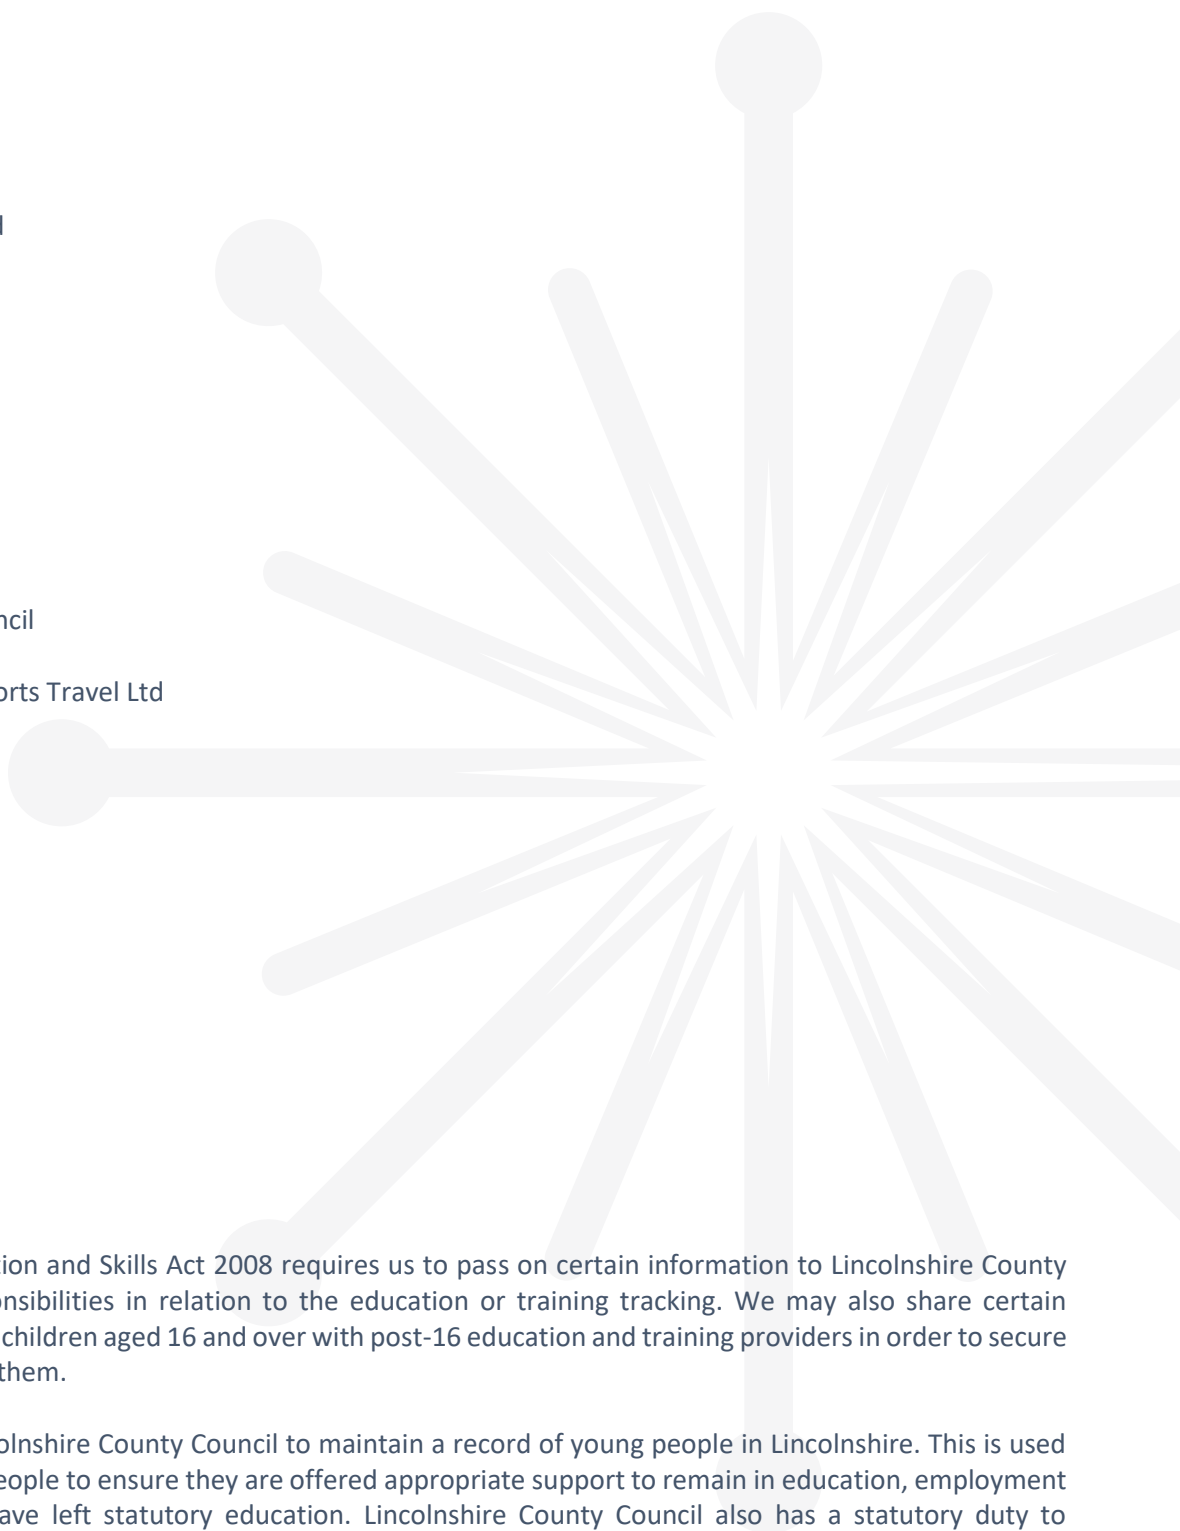 ncil
orts Travel Ltd
tion and Skills Act 2008 requires us to pass on certain information to Lincolnshire County
onsibilities in relation to the education or training tracking. We may also share certain
children aged 16 and over with post-16 education and training providers in order to secure
them.
olnshire County Council to maintain a record of young people in Lincolnshire. This is used
eople to ensure they are offered appropriate support to remain in education, employment
ave left statutory education. Lincolnshire County Council also has a statutory duty to